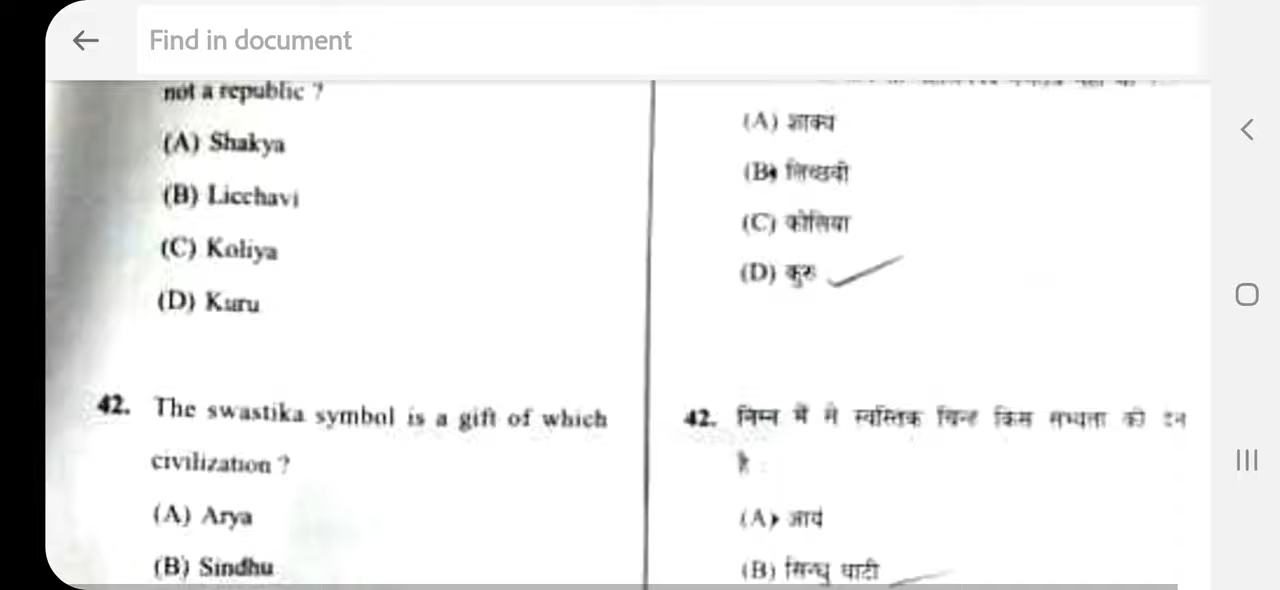 Find in document
not a republic ?
(A) Shakya
(B) Licchavi
(C) Koliya
(D) Kuru
42. The swastika symbol is a gift of which
civilization ?
(A) Arya
(B) Sindhu
(A) शाक्य
(B) लिच्छवी
(C) कोलिया
(D) कुरु
42. निम्न में से स्वस्तिक चिन्ह किस सभ्यता की देन
है :
(A) आर्य
(B) सिन्धु घाटी